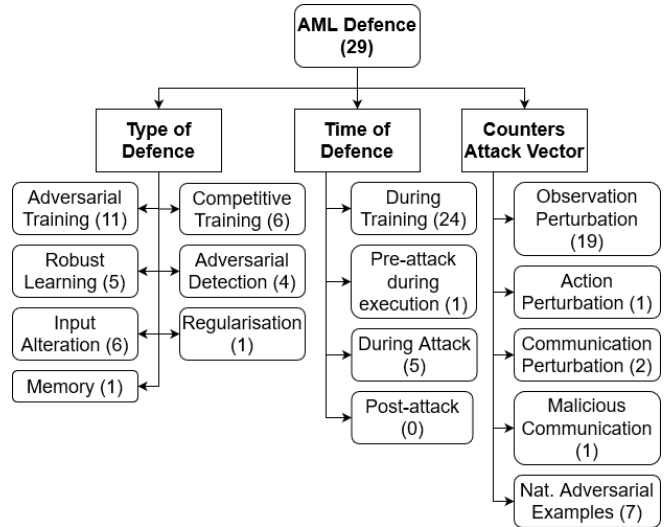 AML Defence
(29)
Type of
Defence
Time of
Defence
Counters
Attack Vector
Adversarial
Training (11)
Competitive
Training (6)
Robust
Learning (5)
Adversarial
Detection (4)
Input
Alteration (6)
Regularisation
(1)
Memory (1)
During
Training (24)
Pre-attack
during
execution (1)
During Attack
(5)
Post-attack
(0)
Observation
Perturbation
(19)
Action
Perturbation (1)
Communication
Perturbation (2)
Malicious
Communication
(1)
Nat. Adversarial
Examples (7)